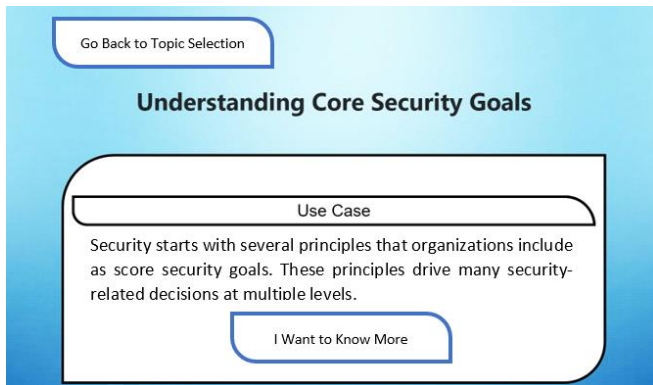 Go Back to Topic Selection
Understanding Core Security Goals
Use Case
Security starts with several principles that organizations include
as score security goals. These principles drive many security-
related decisions at multiple levels.
I Want to Know More